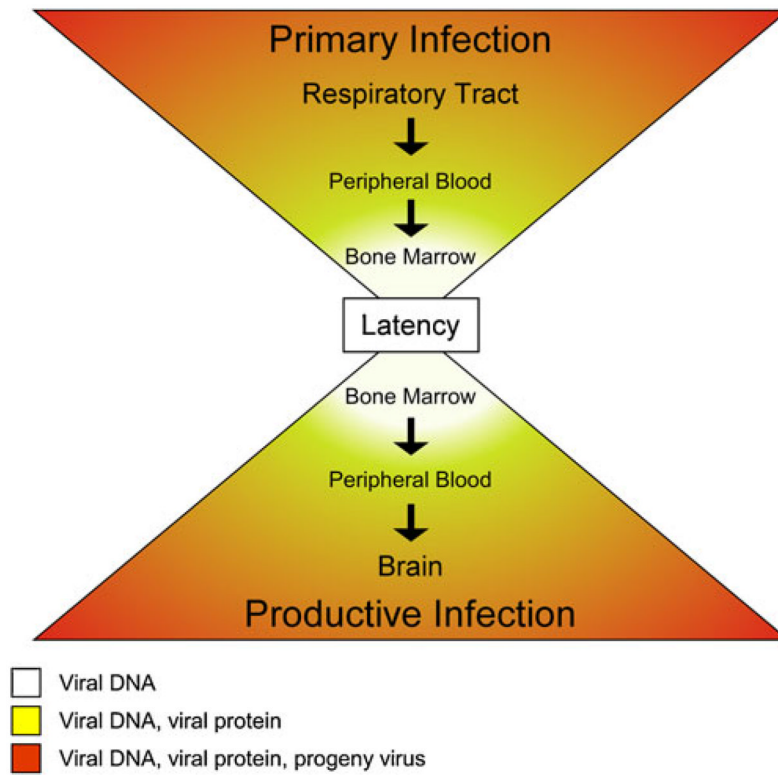 Primary Infection
Respiratory Tract
Peripheral Blood
Bone Marrow
Latency
Bone Marrow
Peripheral Blood
Brain
Productive Infection
Viral DNA
Viral DNA, viral protein
Viral DNA, viral protein, progeny virus